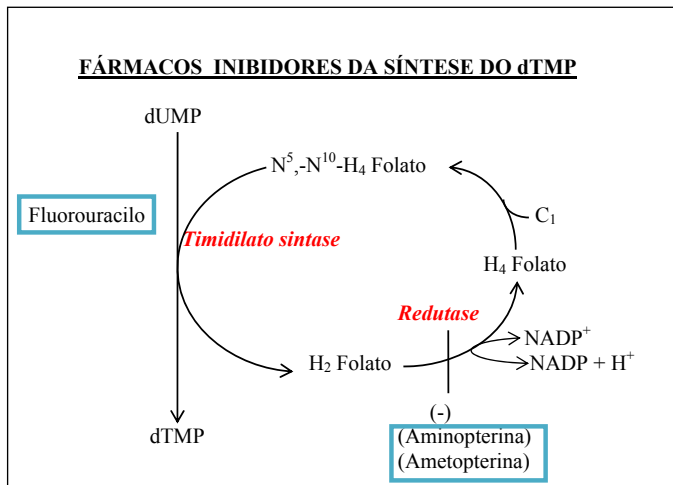 FÁRMACOS INIBIDORES DA SÍNTESE DO dTMP
dUMP
N⁵,-N¹⁰-H₄ Folato
Fluorouracilo
C₁
Timidilato sintase
H₄ Folato
Redutase
NADP⁺
H₂ Folato
NADP + H⁺
(-)
dTMP
(Aminopterina)
(Ametopterina)